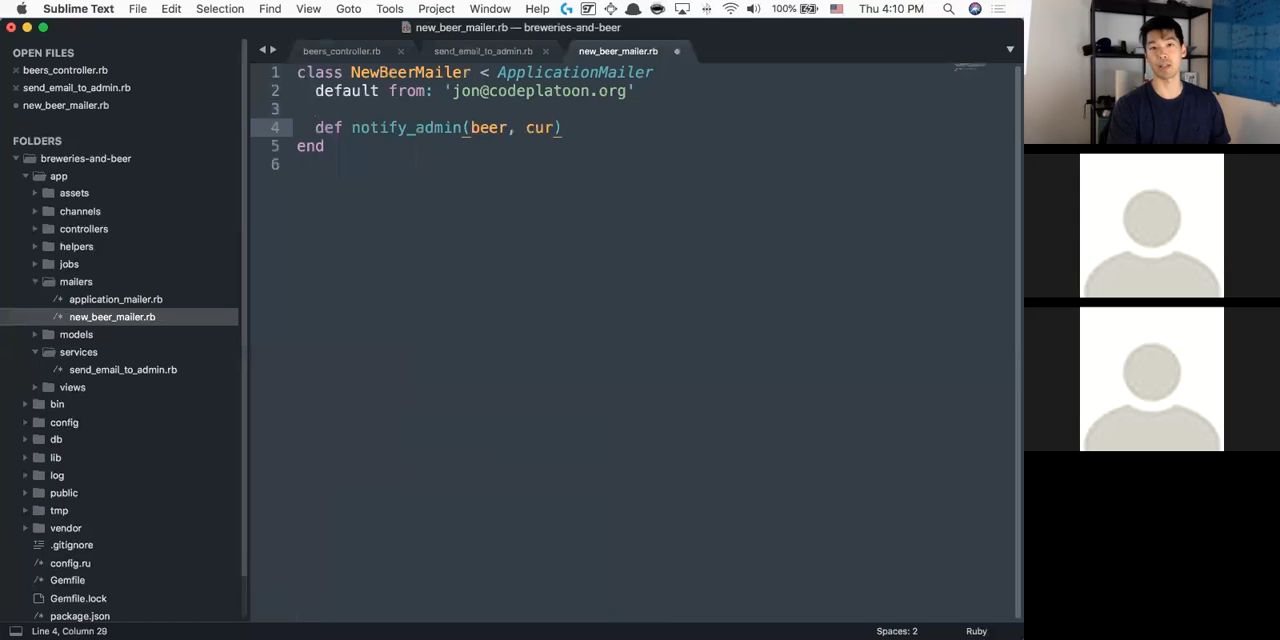 Sublime Text File Edit Selection Find View Goto Tools Project Window Help 100% Thu 4:10 PM
new_beer_mailer.rb — breweries-and-beer
OPEN FILES
beers_controller.rb
send_email_to_admin.rb
new_beer_mailer.rb
FOLDERS
breweries-and-beer
app
assets
channels
controllers
helpers
jobs
mailers
application_mailer.rb
new_beer_mailer.rb
models
services
send_email_to_admin.rb
views
bin
config
db
lib
log
public
tmp
vendor
.gitignore
config.ru
Gemfile
Gemfile.lock
package.json
beers_controller.rb send_email_to_admin.rb new_beer_mailer.rb
1 class NewBeerMailer < ApplicationMailer
2 default from: 'jon@codeplatoon.org'
3
4 def notify_admin(beer, cur)
5 end
6
Line 4, Column 29 Spaces: 2 Ruby